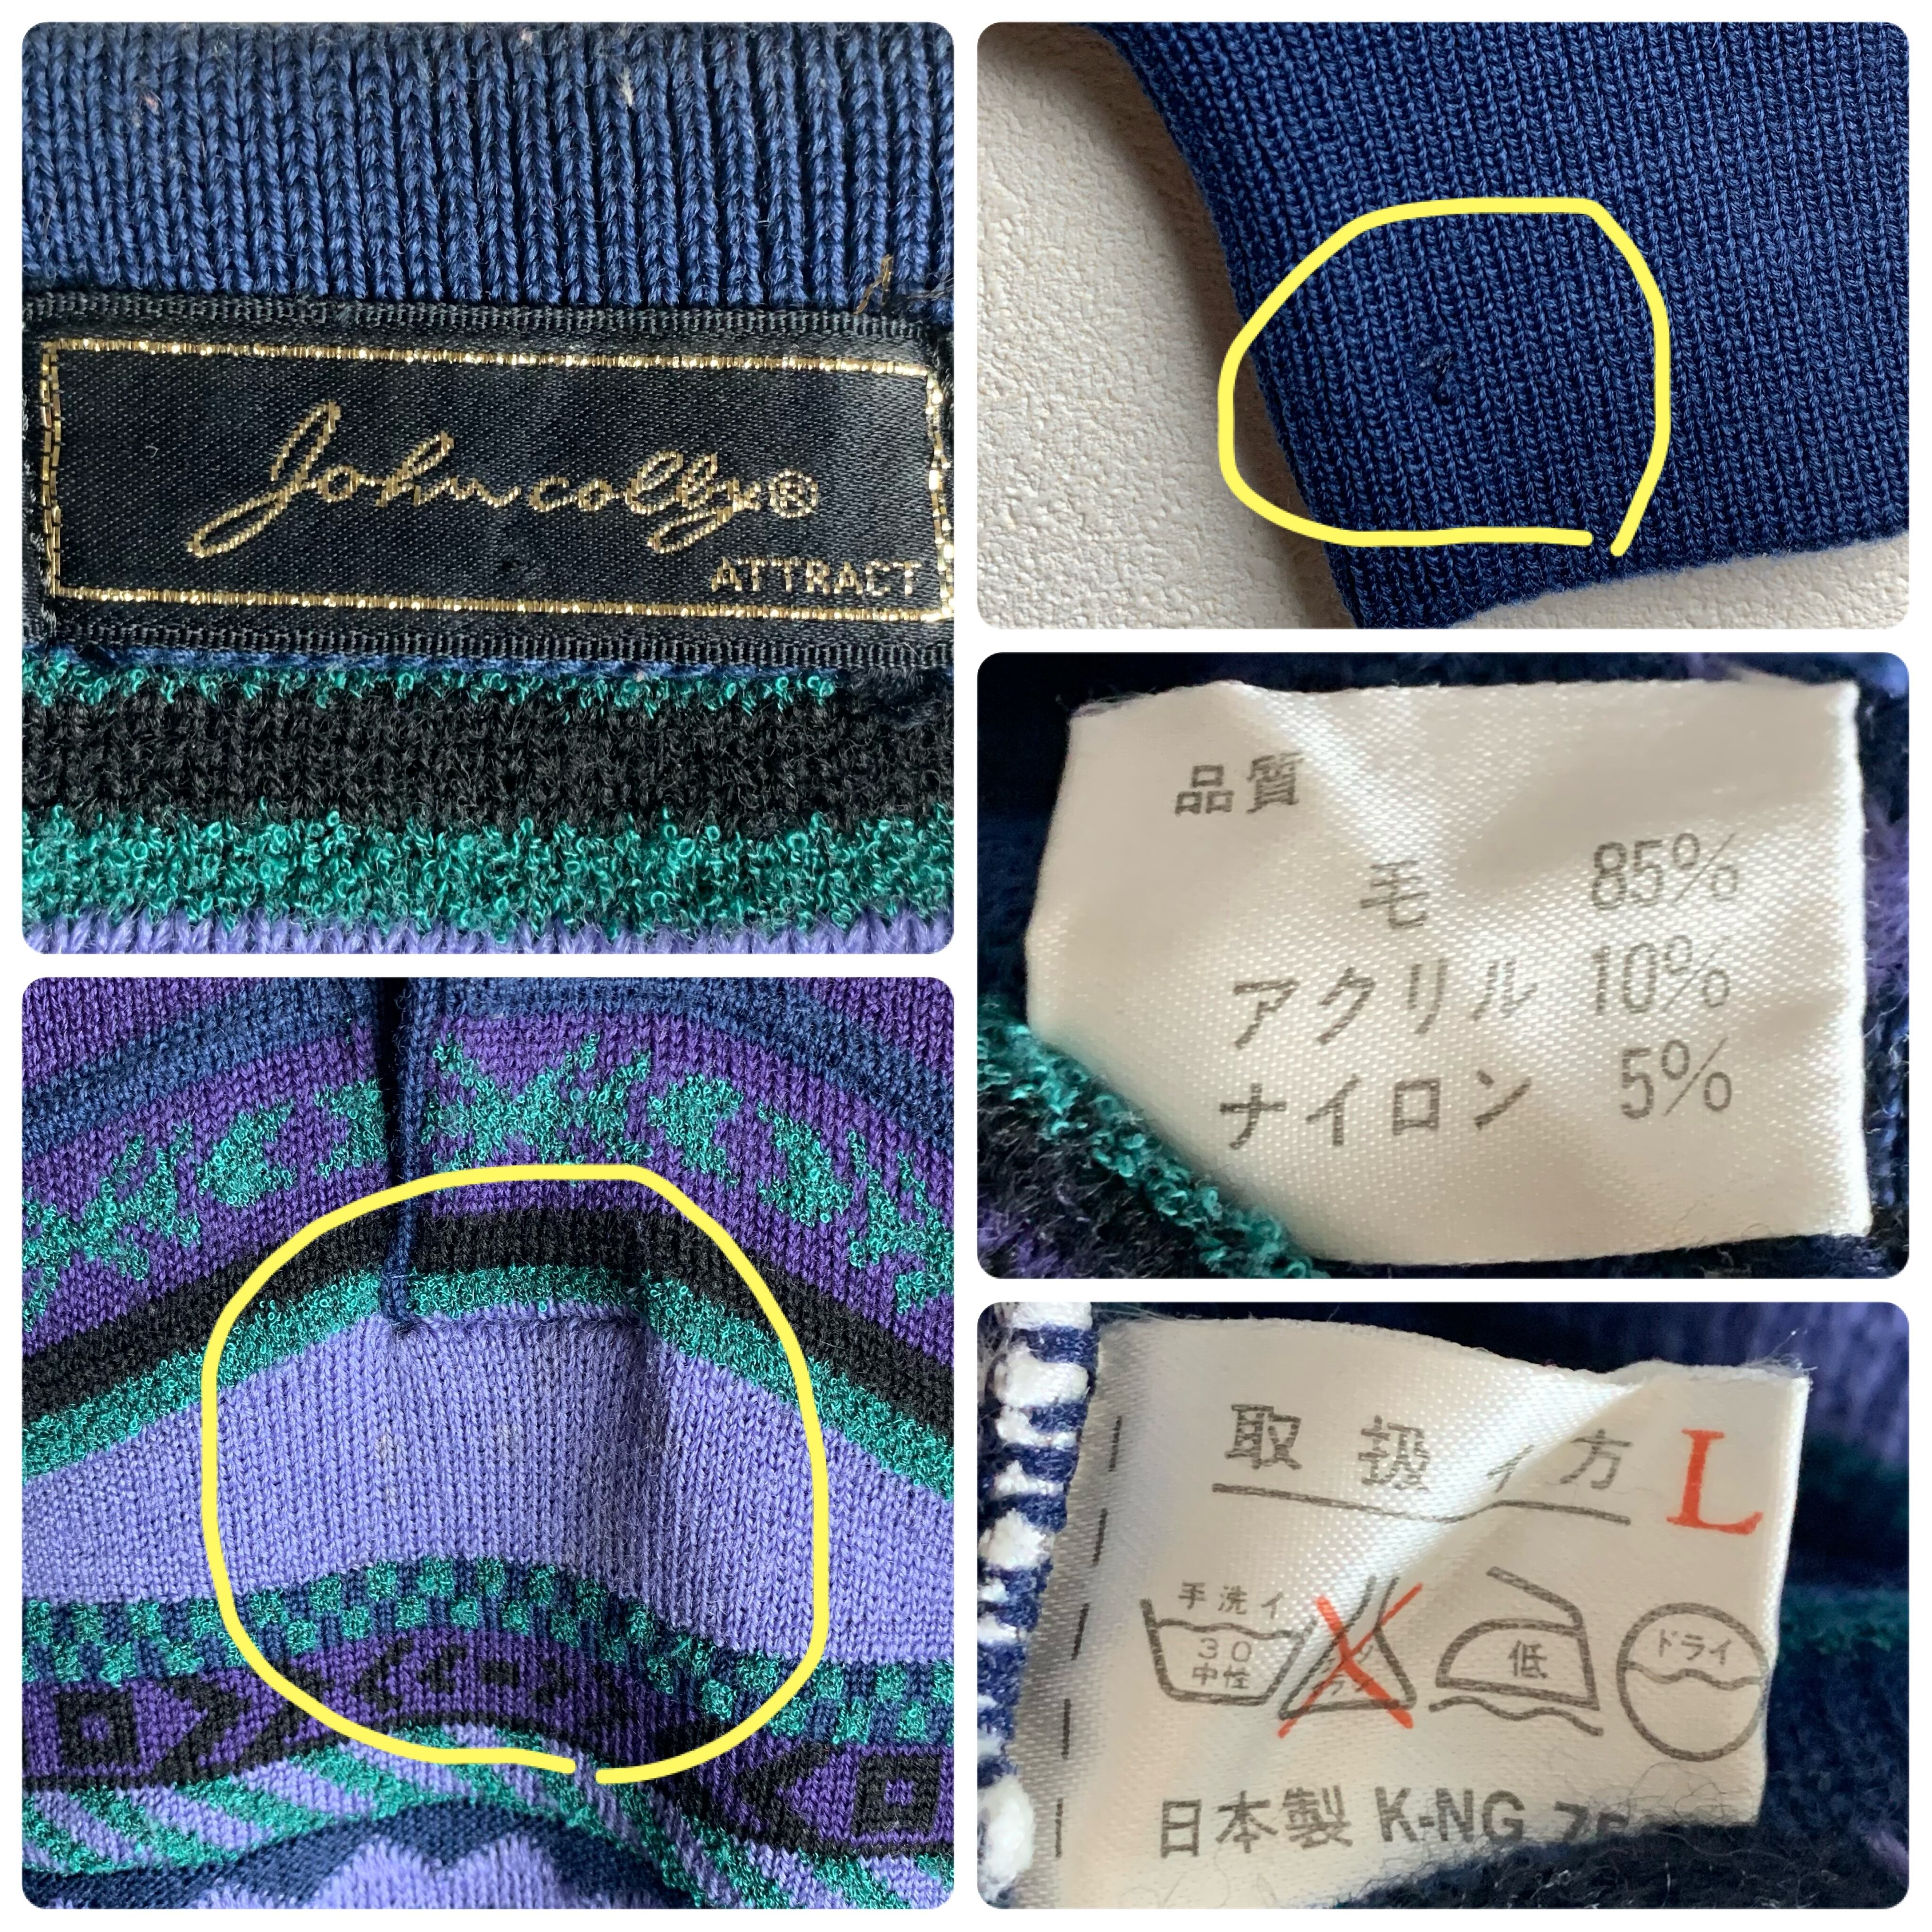 John colly®
ATTRACT
品質
毛 85%
アクリル 10%
ナイロン 5%
取扱イ方 L
手洗イ
30
中性
低
ドライ
日本製 K-NG